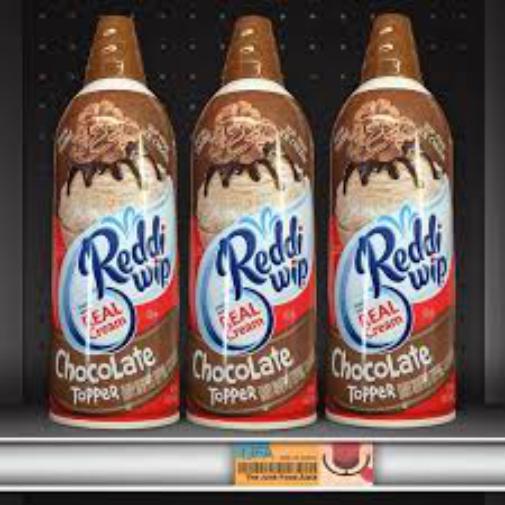 Reddi
wip
REAL
Cream
Chocolate
TOPPER
Reddi
wip
REAL
Cream
Chocolate
TOPPER
Reddi
wip
REAL
Cream
Chocolate
TOPPER
The Junk Food Aisle